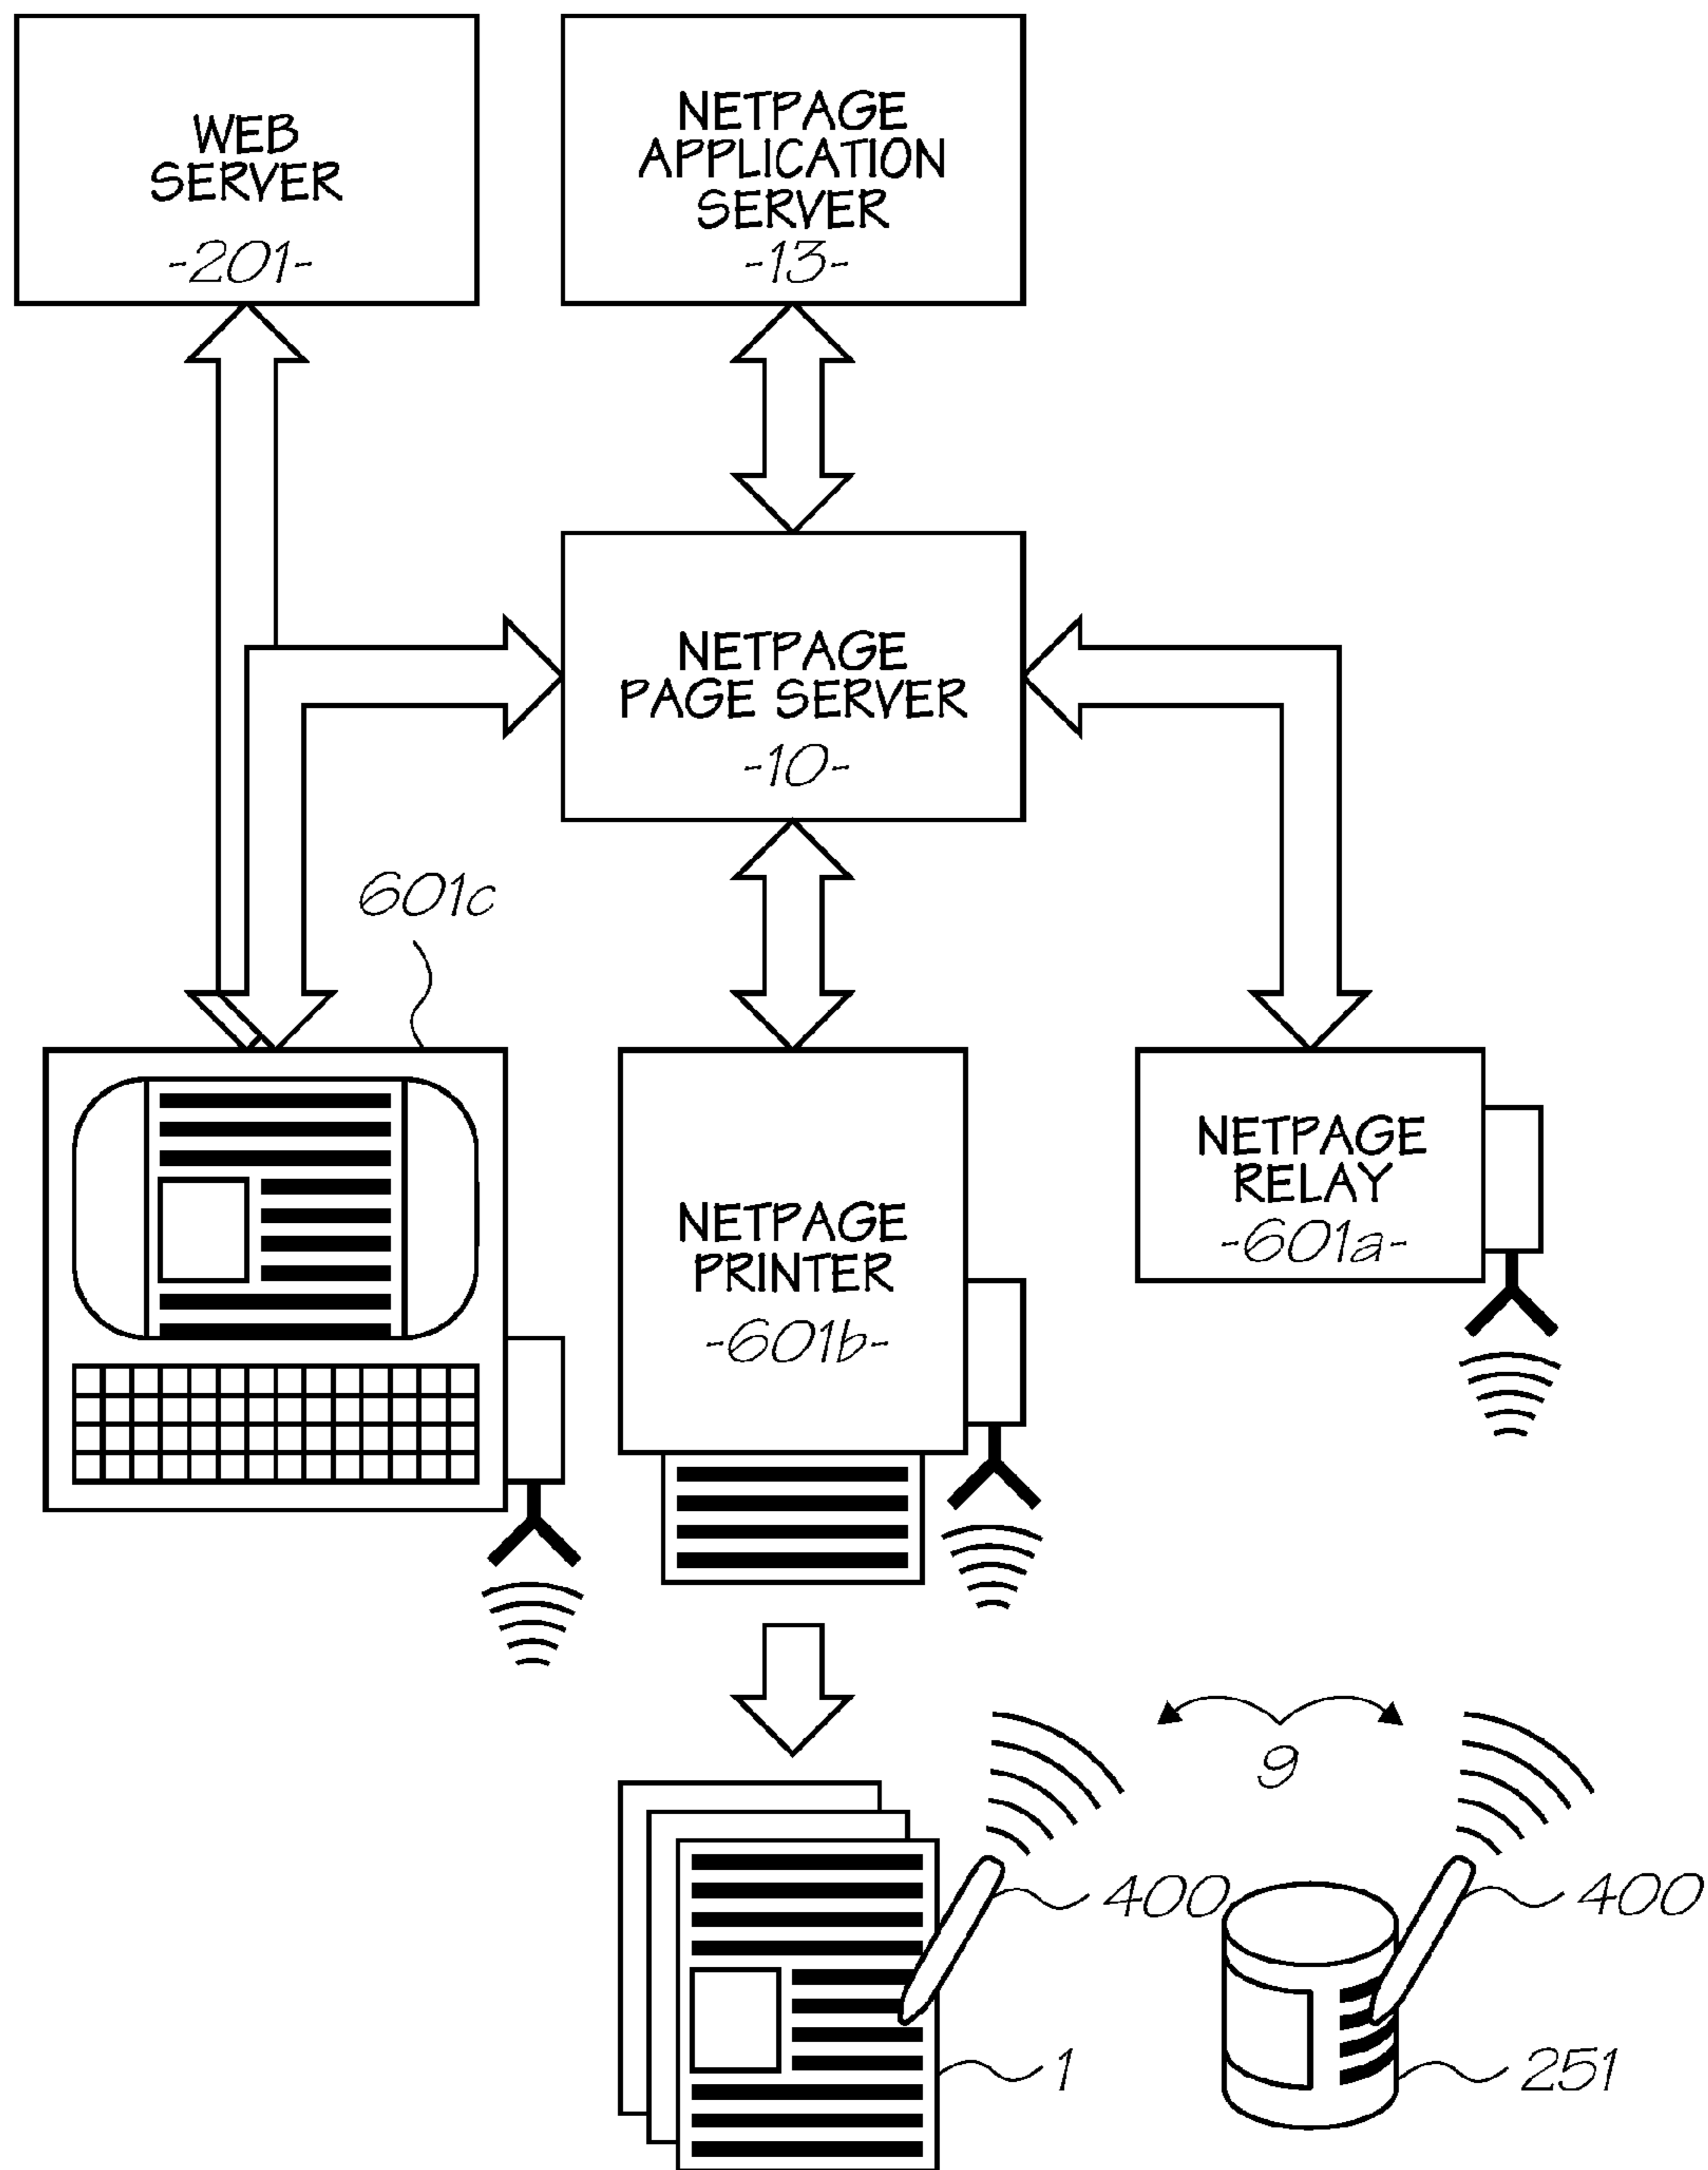 WEB
SERVER
-201-
NETPAGE
APPLICATION
SERVER
-13-
NETPAGE
PAGE SERVER
-10-
601c
NETPAGE
PRINTER
-601b-
NETPAGE
RELAY
-601a-
9
400
400
1
251